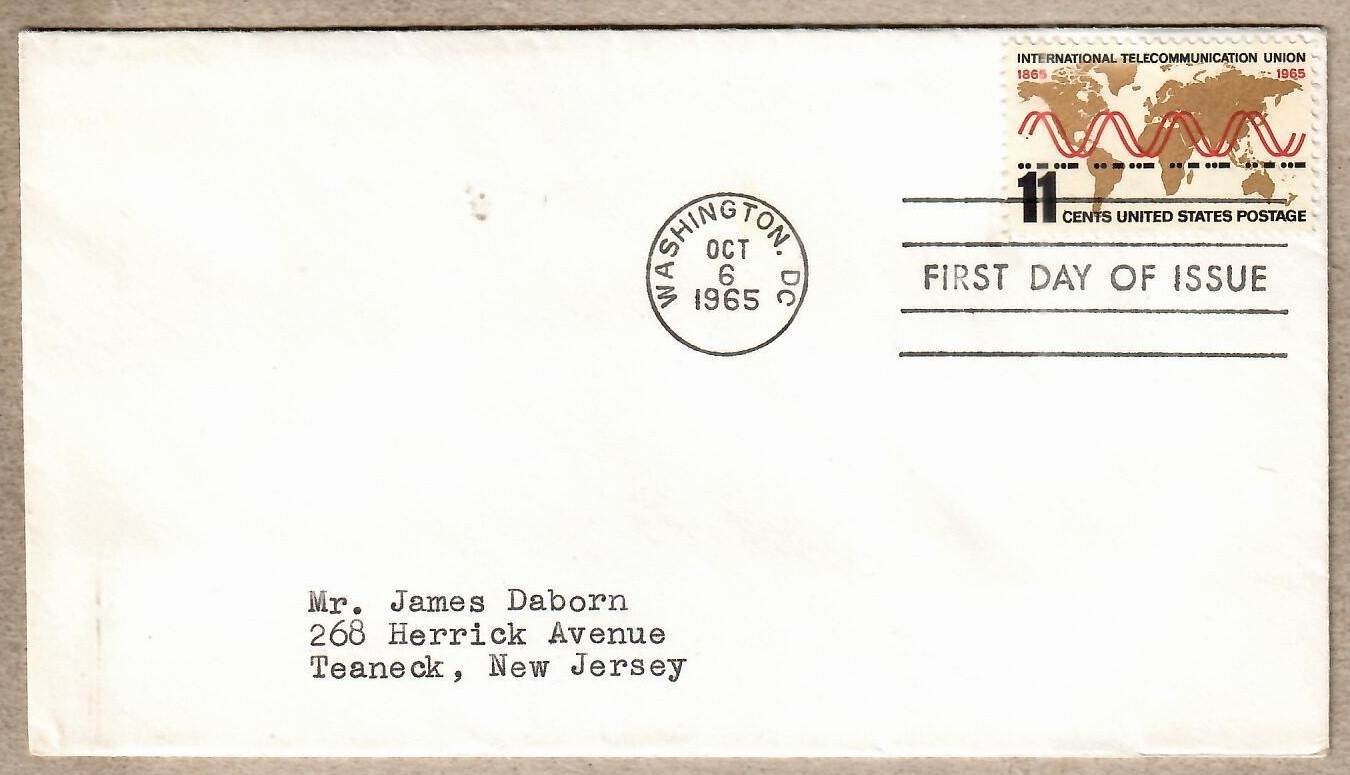 INTERNATIONAL TELECOMMUNICATION UNION
1865 1965
11 CENTS UNITED STATES POSTAGE
WASHINGTON. DC
OCT
6
1965
FIRST DAY OF ISSUE
Mr. James Daborn
268 Herrick Avenue
Teaneck, New Jersey